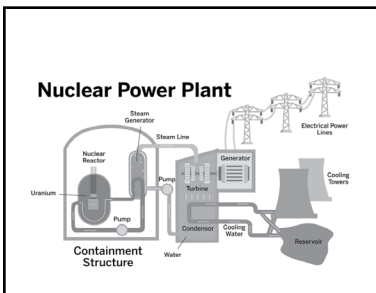 Nuclear Power Plant
Steam
Generator
Steam Line
Electrical Power
Lines
Nuclear
Reactor
Generator
Pump
Turbine
Cooling
Towers
Uranium
Pump
Condensor
Cooling
Water
Reservoir
Containment
Structure
Water